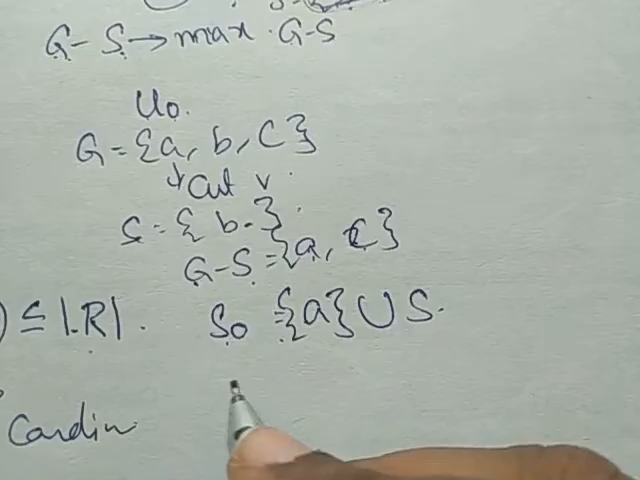 G-S → max. G-S
Uo.
G = {a, b, c}
cut v.
S = {b.}.
G-S = {a, c}
) ≤ |R|.
So = {a} ∪ S.
Cardin